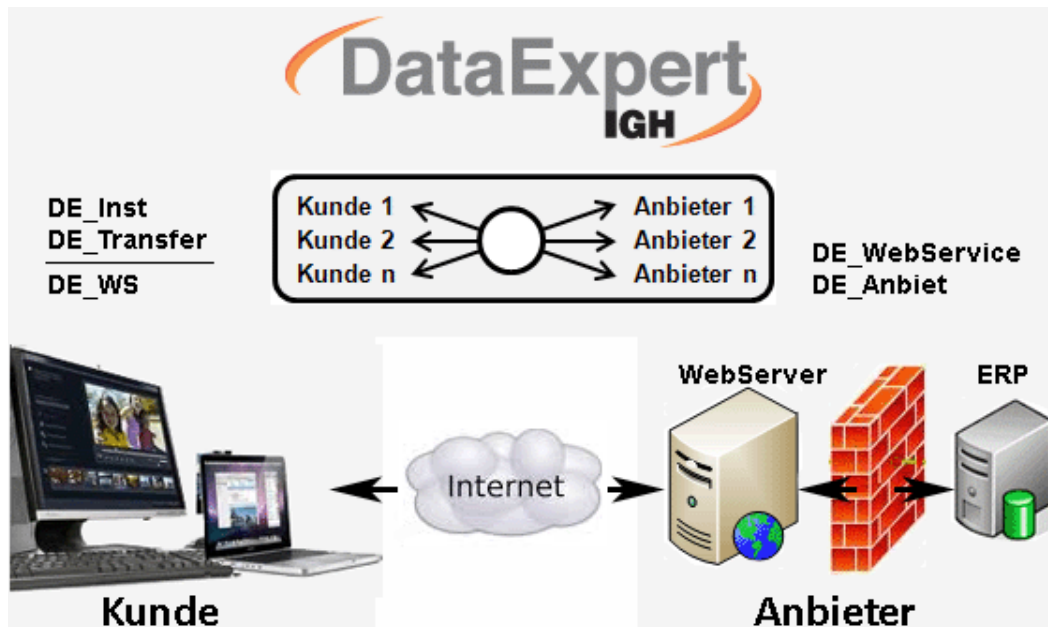 DataExpert
IGH
DE_Inst
DE_Transfer
DE_WS
Kunde 1
Kunde 2
Kunde n
Anbieter 1
Anbieter 2
Anbieter n
DE_WebService
DE_Anbiet
WebServer
ERP
Internet
Kunde
Anbieter